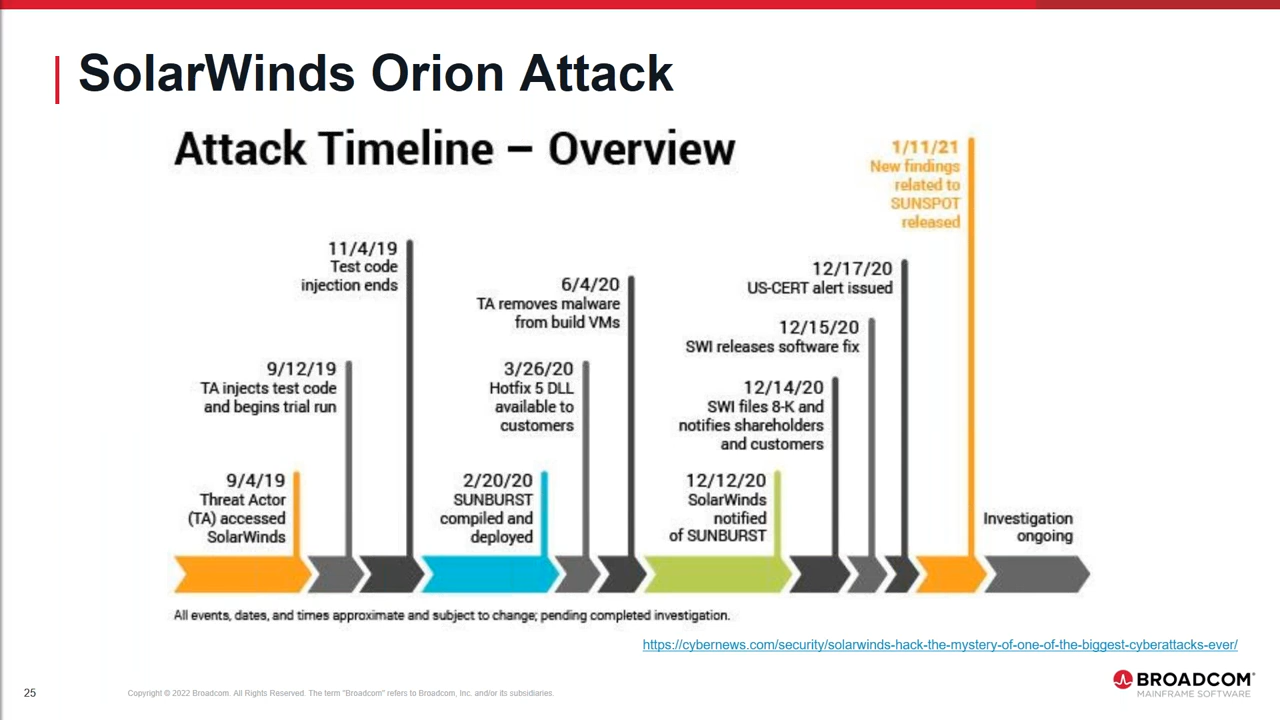 SolarWinds Orion Attack
Attack Timeline – Overview
9/4/19
Threat Actor
(TA) accessed
SolarWinds
9/12/19
TA injects test code
and begins trial run
11/4/19
Test code
injection ends
2/20/20
SUNBURST
compiled and
deployed
3/26/20
Hotfix 5 DLL
available to
customers
6/4/20
TA removes malware
from build VMs
12/12/20
SolarWinds
notified
of SUNBURST
12/14/20
SWI files 8-K and
notifies shareholders
and customers
12/15/20
SWI releases software fix
12/17/20
US-CERT alert issued
1/11/21
New findings
related to
SUNSPOT
released
Investigation
ongoing
All events, dates, and times approximate and subject to change; pending completed investigation.
https://cybernews.com/security/solarwinds-hack-the-mystery-of-one-of-the-biggest-cyberattacks-ever/
25
Copyright © 2022 Broadcom. All Rights Reserved. The term "Broadcom" refers to Broadcom, Inc. and/or its subsidiaries.
BROADCOM
MAINFRAME SOFTWARE